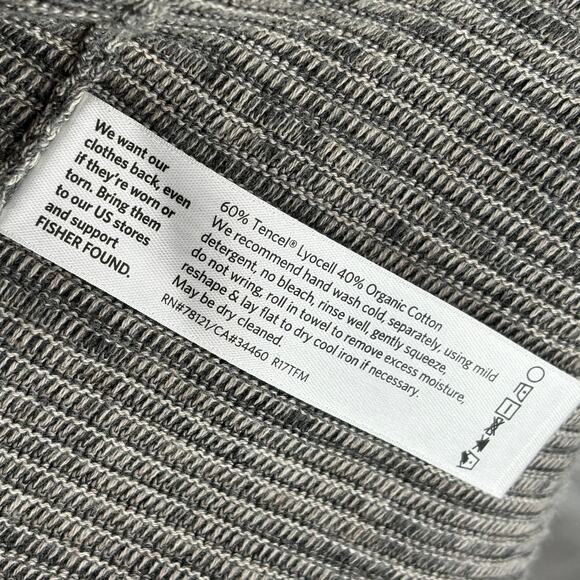 We want our
clothes back, even
if they're worn or
torn. Bring them
to our US stores
and support
FISHER FOUND.
60% Tencel® Lyocell 40% Organic Cotton
We recommend hand wash cold, separately, using mild
detergent, no bleach, rinse well, gently squeeze,
do not wring, roll in towel to remove excess moisture,
reshape & lay flat to dry cool iron if necessary.
May be dry cleaned.
RN#78121/CA#34460 R17TFM